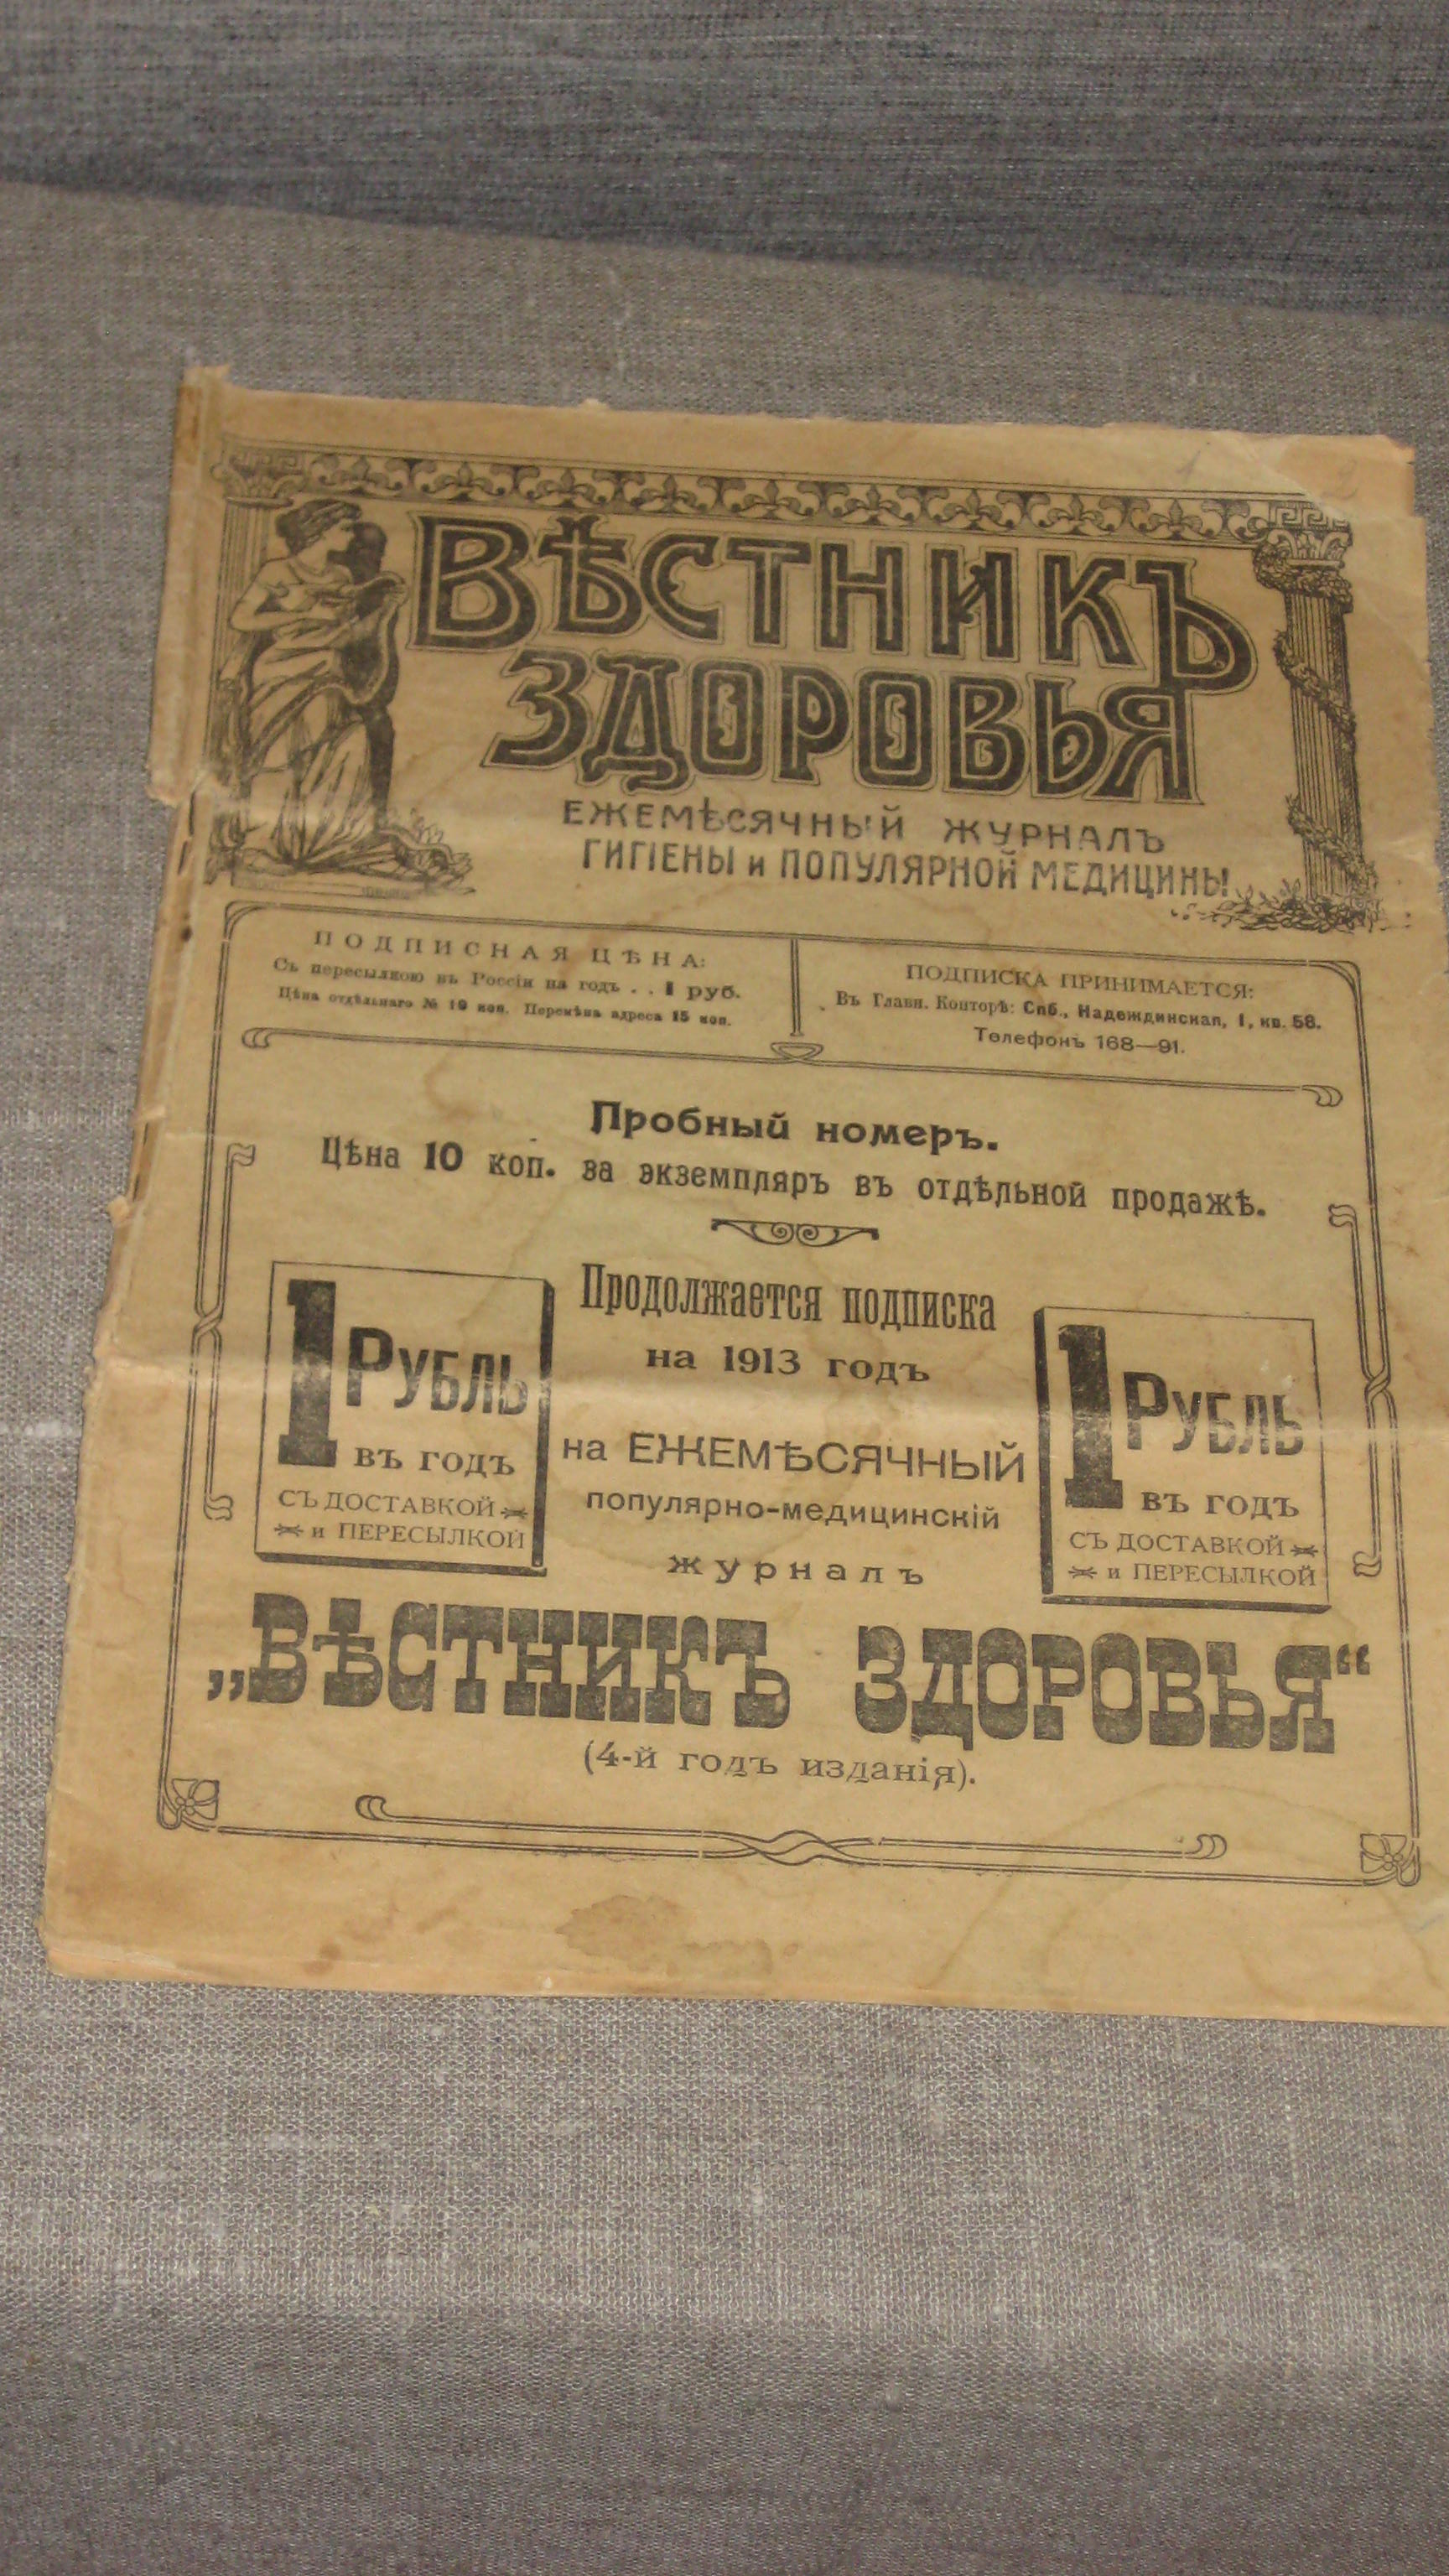 ВѢСТНИКЪ
ЗДОРОВЬЯ
ЕЖЕМѢСЯЧНЫЙ ЖУРНАЛЪ
ГИГІЕНЫ и ПОПУЛЯРНОЙ МЕДИЦИНЫ
ПОДПИСНАЯ ЦѢНА:
Съ пересылкою въ Россіи на годъ . . 1 руб.
Цѣна отдѣльнаго № 10 коп. Перемѣна адреса 15 коп.
ПОДПИСКА ПРИНИМАЕТСЯ:
Въ Главн. Конторѣ: Спб., Надеждинская, 1, кв. 58.
Телефонъ 168—91.
Пробный номеръ.
Цѣна 10 коп. за экземпляръ въ отдѣльной продажѣ.
1 РУБЛЬ
въ годъ
СЪ ДОСТАВКОЙ
и ПЕРЕСЫЛКОЙ
Продолжается подписка
на 1913 годъ
на ЕЖЕМѢСЯЧНЫЙ
популярно-медицинскій
журналъ
1 РУБЛЬ
въ годъ
СЪ ДОСТАВКОЙ
и ПЕРЕСЫЛКОЙ
„ВѢСТНИКЪ ЗДОРОВЬЯ“
(4-й годъ изданія).